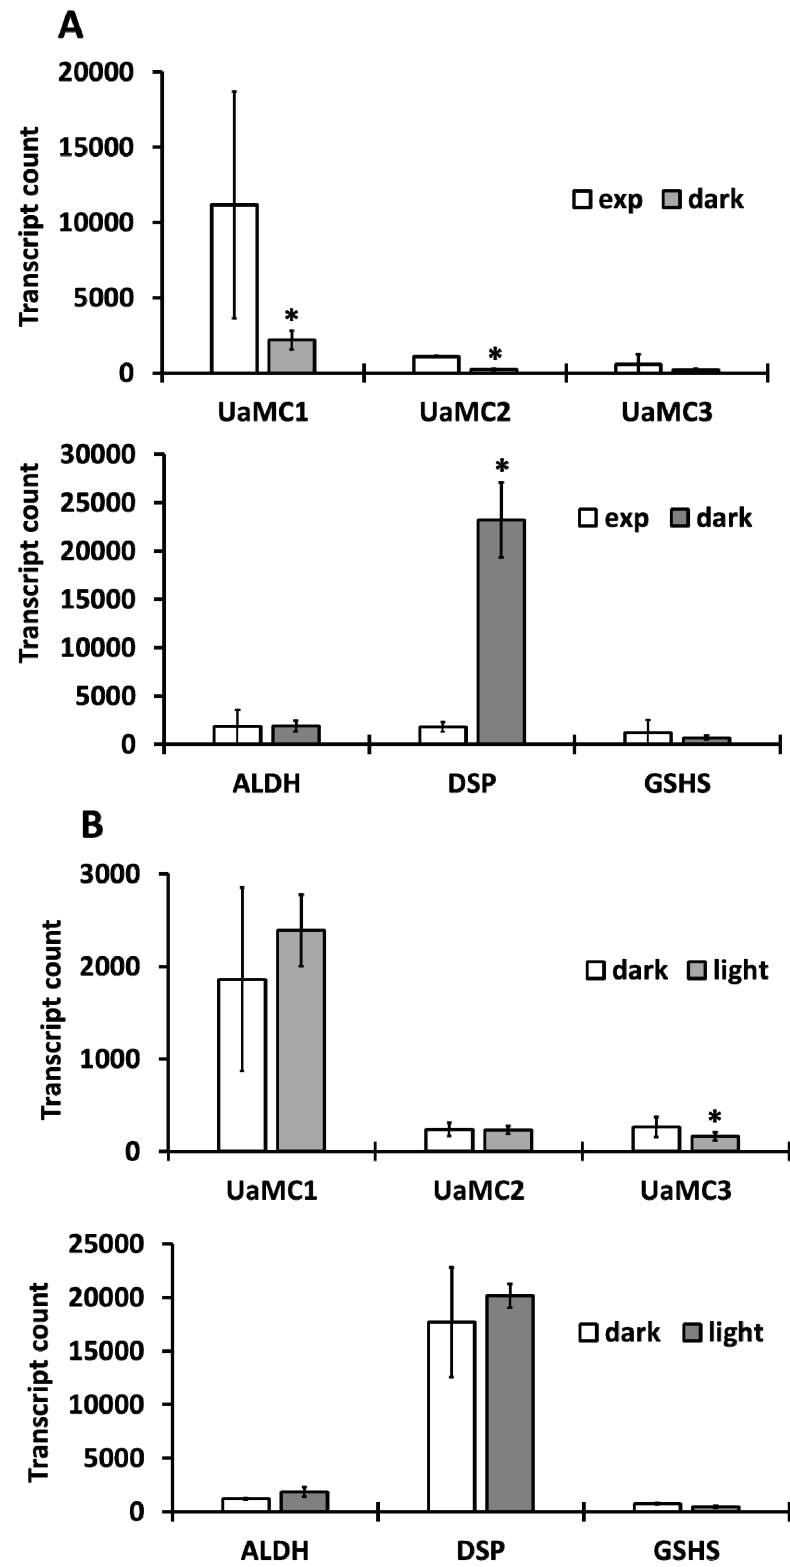 A
20000
15000
10000
5000
0
Transcript count
exp dark
*
*
UaMC1 UaMC2 UaMC3
30000
25000
20000
15000
10000
5000
0
Transcript count
*
exp dark
ALDH DSP GSHS
B
3000
2000
1000
0
Transcript count
dark light
*
UaMC1 UaMC2 UaMC3
25000
20000
15000
10000
5000
0
Transcript count
dark light
ALDH DSP GSHS